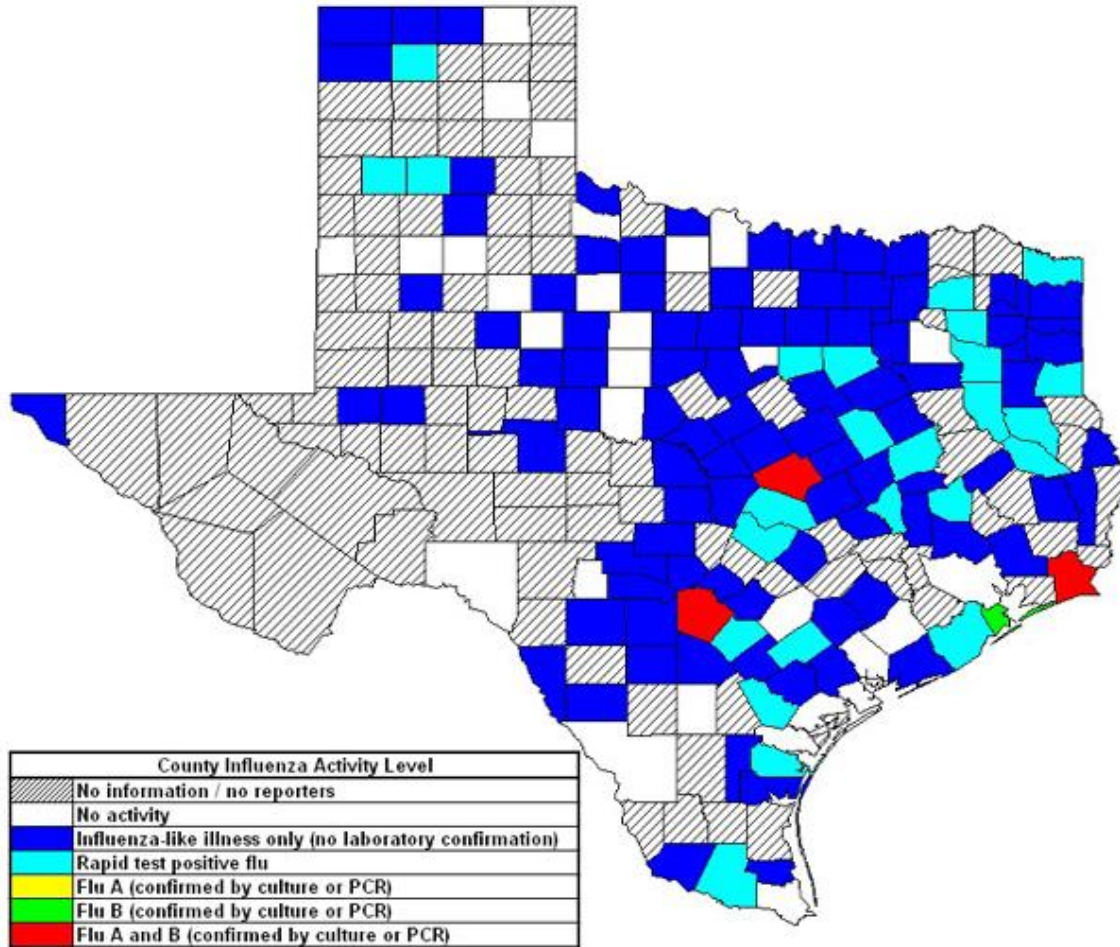 County Influenza Activity Level
No information / no reporters
No activity
Influenza-like illness only (no laboratory confirmation)
Rapid test positive flu
Flu A (confirmed by culture or PCR)
Flu B (confirmed by culture or PCR)
Flu A and B (confirmed by culture or PCR)